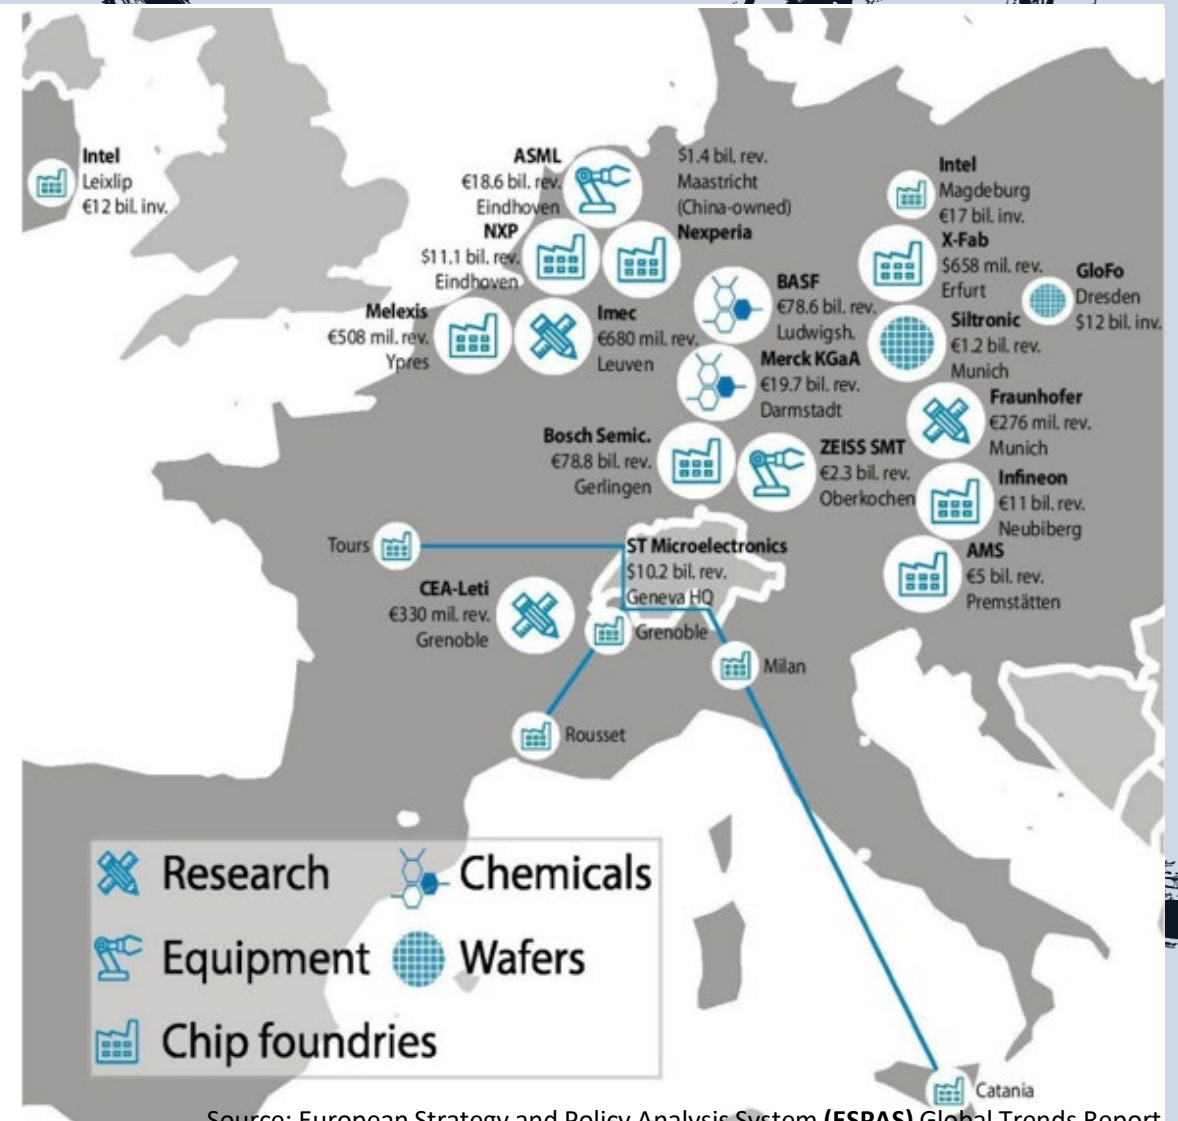 Intel
Leixlip
€12 bil. inv.
ASML
€18.6 bil. rev.
Eindhoven
$1.4 bil. rev.
Maastricht
(China-owned)
Nexperia
NXP
$11.1 bil. rev.
Eindhoven
Intel
Magdeburg
€17 bil. inv.
X-Fab
$658 mil. rev.
Erfurt
GloFo
Dresden
$12 bil. inv.
BASF
€78.6 bil. rev.
Ludwigsh.
Melexis
€508 mil. rev.
Ypres
Imec
€680 mil. rev.
Leuven
Siltronic
€1.2 bil. rev.
Munich
Merck KGaA
€19.7 bil. rev.
Darmstadt
Fraunhofer
€276 mil. rev.
Munich
Bosch Semic.
€78.8 bil. rev.
Gerlingen
ZEISS SMT
€2.3 bil. rev.
Oberkochen
Infineon
€11 bil. rev.
Neubiberg
Tours
ST Microelectronics
$10.2 bil. rev.
Geneva HQ
AMS
€5 bil. rev.
Premstätten
CEA-Leti
€330 mil. rev.
Grenoble
Grenoble
Milan
Rousset
Catania
Research
Chemicals
Equipment
Wafers
Chip foundries
Source: European Strategy and Policy Analysis System (ESPAS) Global Trends Report